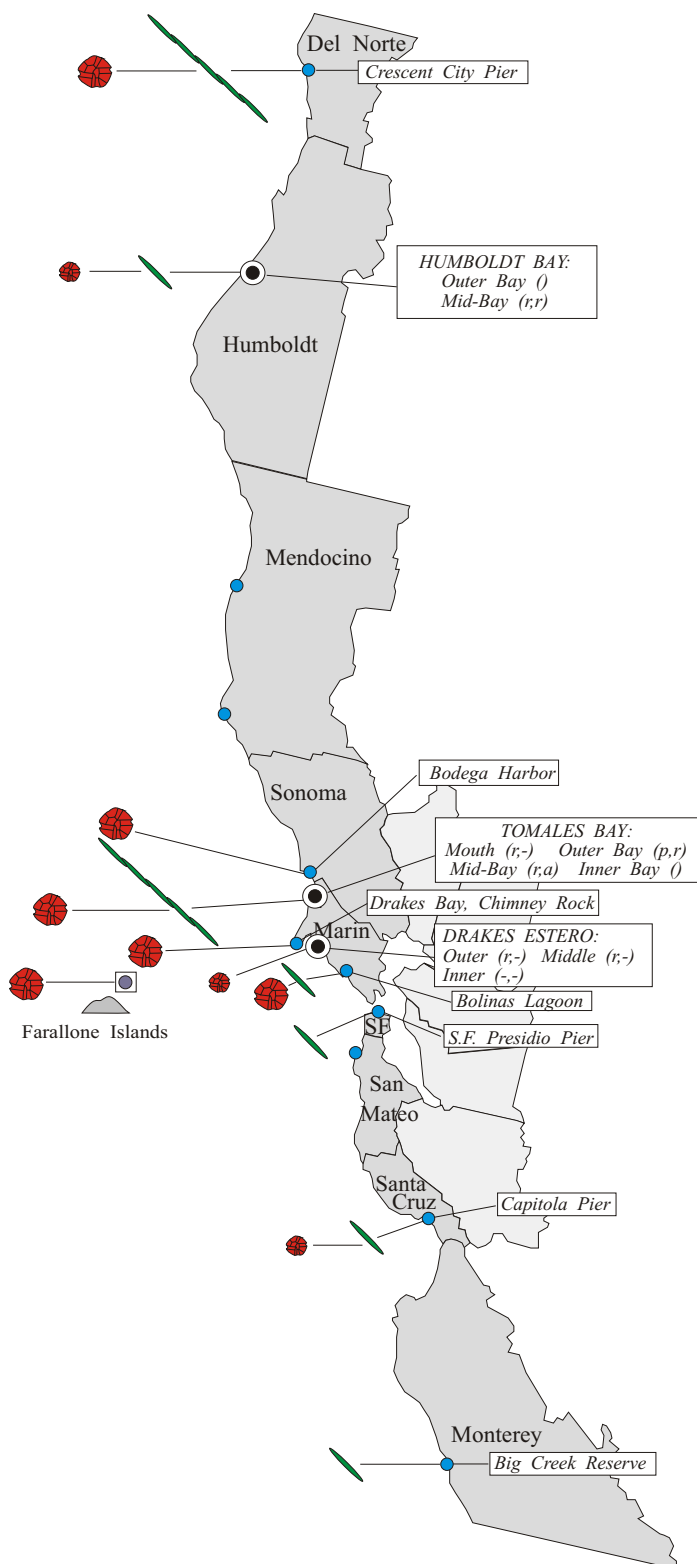 Del Norte
Crescent City Pier
HUMBOLDT BAY:
Outer Bay ()
Mid-Bay (r,r)
Humboldt
Mendocino
Bodega Harbor
Sonoma
TOMALES BAY:
Mouth (r,-) Outer Bay (p,r)
Mid-Bay (r,a) Inner Bay ()
Drakes Bay, Chimney Rock
Marin
DRAKES ESTERO:
Outer (r,-) Middle (r,-)
Inner (-,-)
Bolinas Lagoon
Farallone Islands
SF
S.F. Presidio Pier
San
Mateo
Santa
Cruz
Capitola Pier
Monterey
Big Creek Reserve